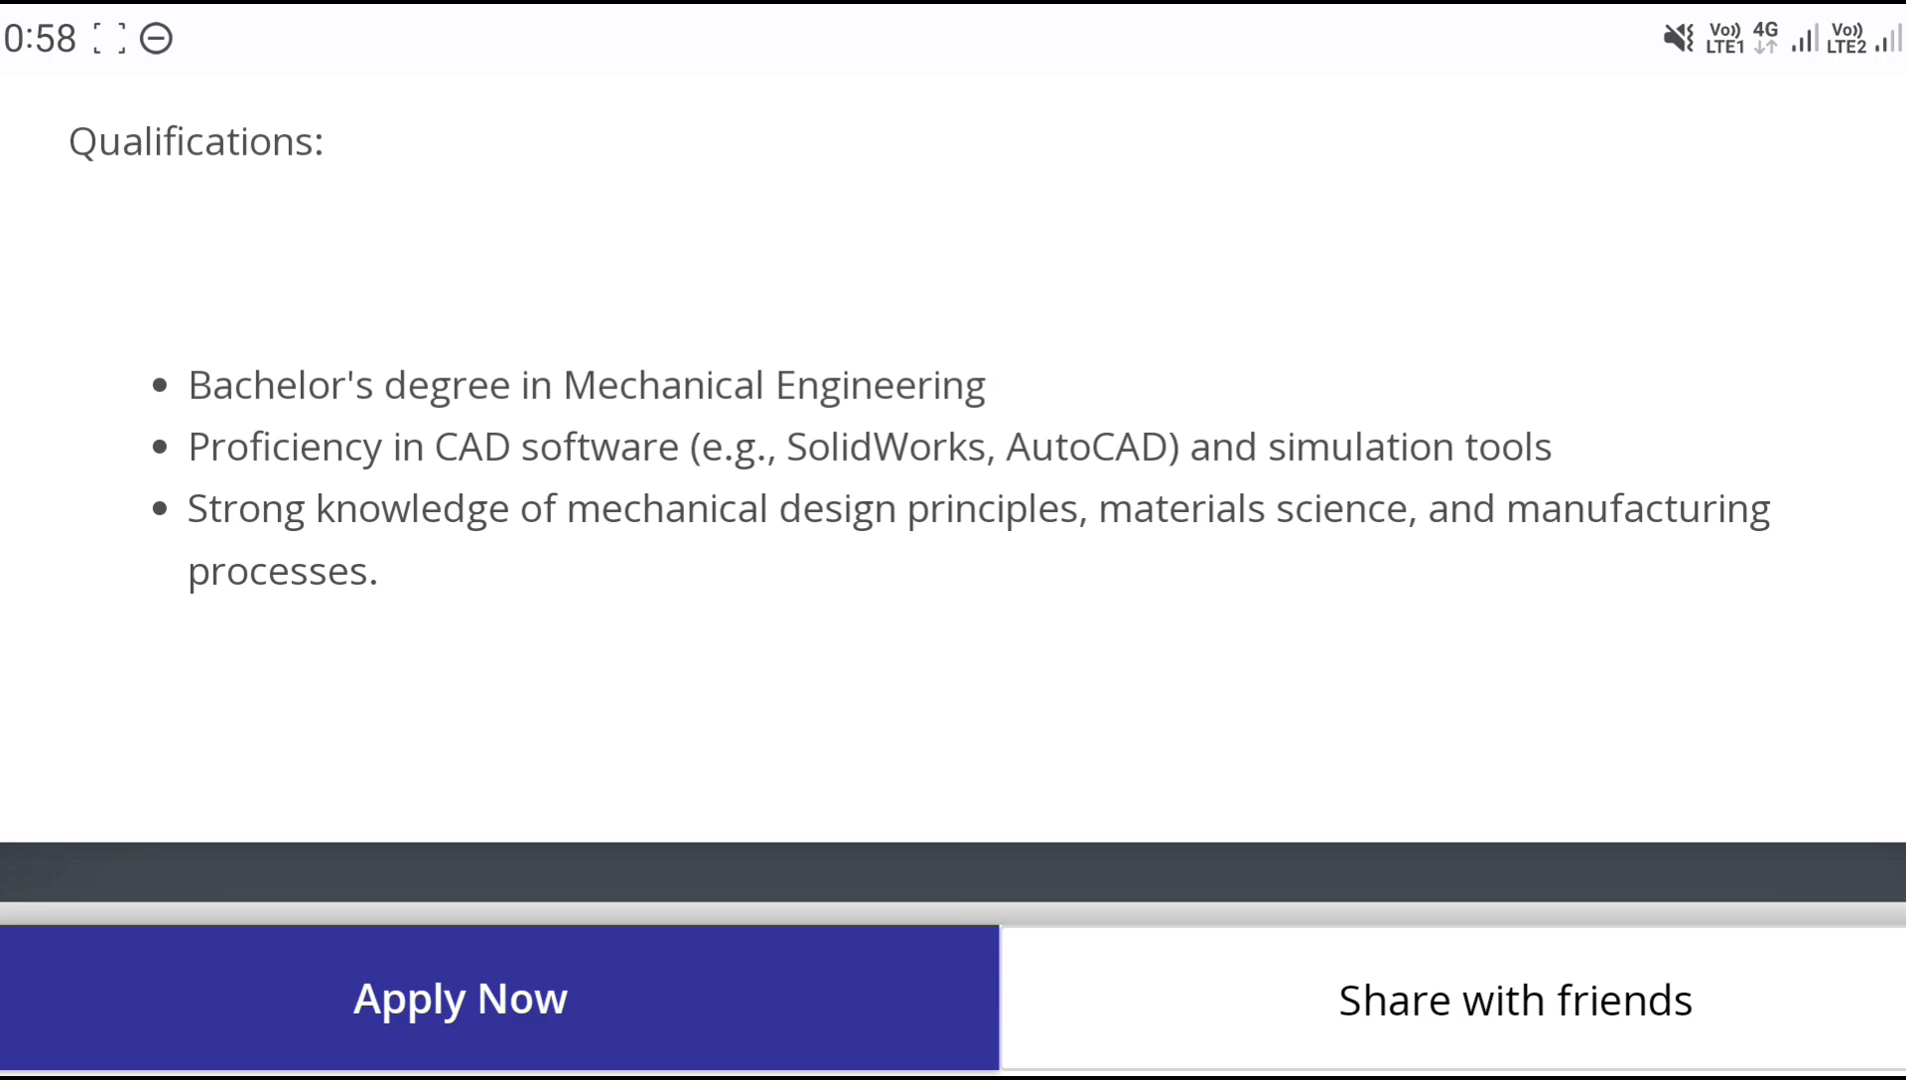 0:58
Vo)) LTE1 4G Vo)) LTE2
Qualifications:
• Bachelor's degree in Mechanical Engineering
• Proficiency in CAD software (e.g., SolidWorks, AutoCAD) and simulation tools
• Strong knowledge of mechanical design principles, materials science, and manufacturing
processes.
Apply Now
Share with friends